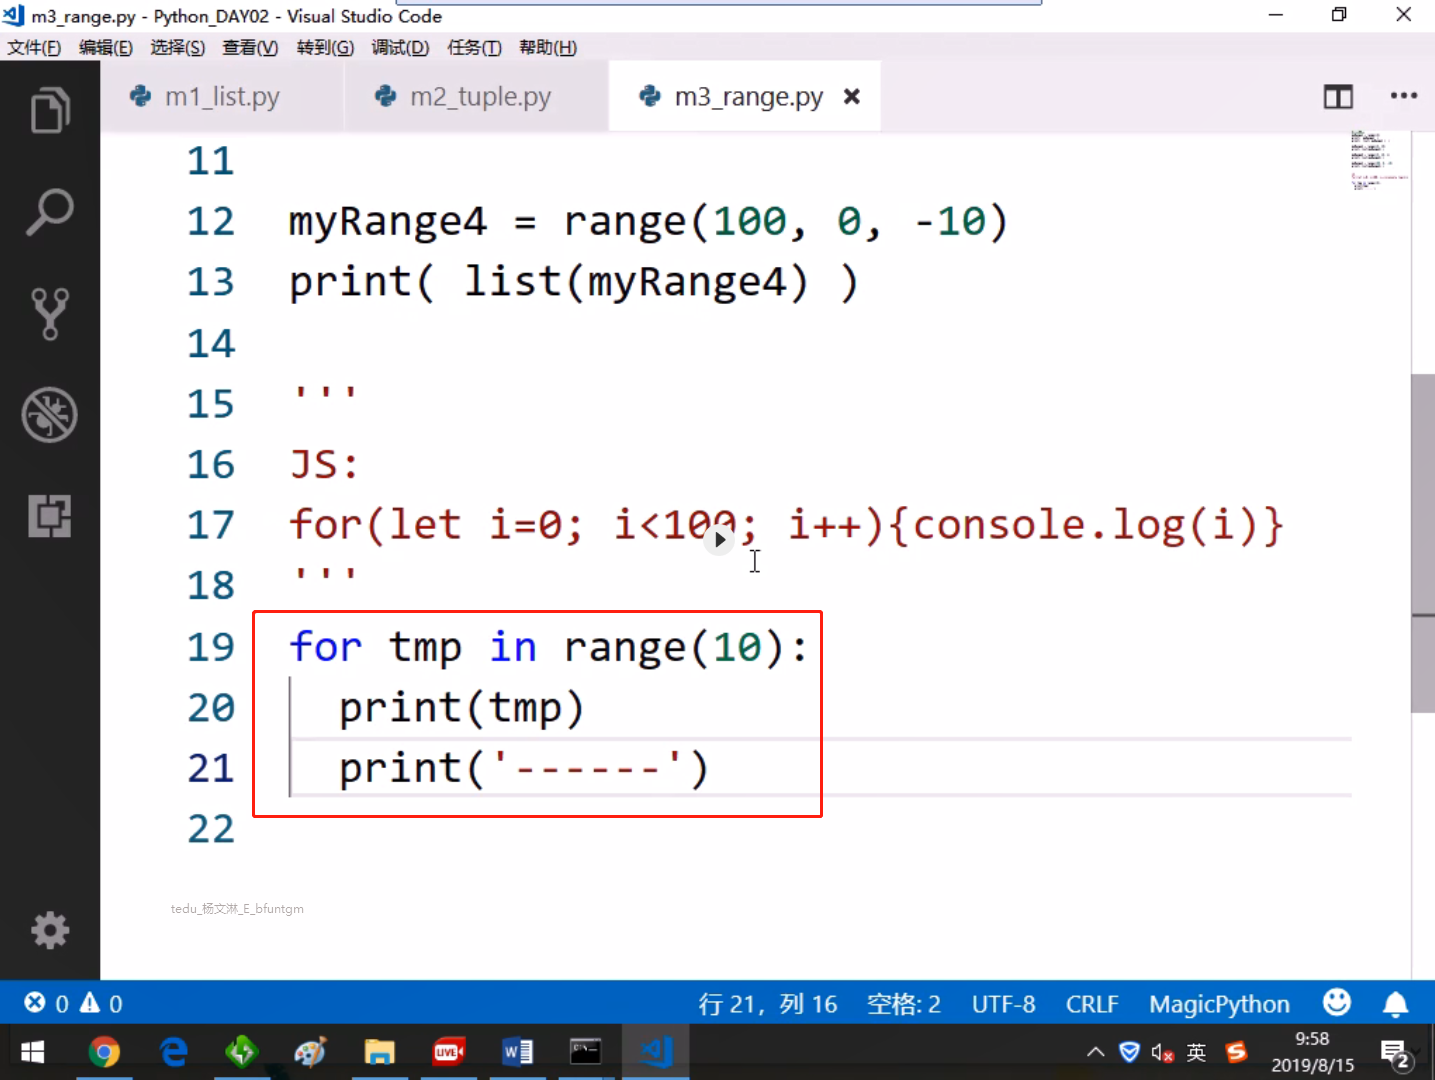 m3_range.py - Python_DAY02 - Visual Studio Code
文件(F) 编辑(E) 选择(S) 查看(V) 转到(G) 调试(D) 任务(T) 帮助(H)
m1_list.py m2_tuple.py m3_range.py
11
12 myRange4 = range(100, 0, -10)
13 print( list(myRange4) )
14
15 '''
16 JS:
17 for(let i=0; i<100; i++){console.log(i)}
18 '''
19 for tmp in range(10):
20 print(tmp)
21 print('------')
22
tedu_杨文淋_E_bfuntgm
0 0 行 21，列 16 空格: 2 UTF-8 CRLF MagicPython
LIVE 英 9:58
2019/8/15 2